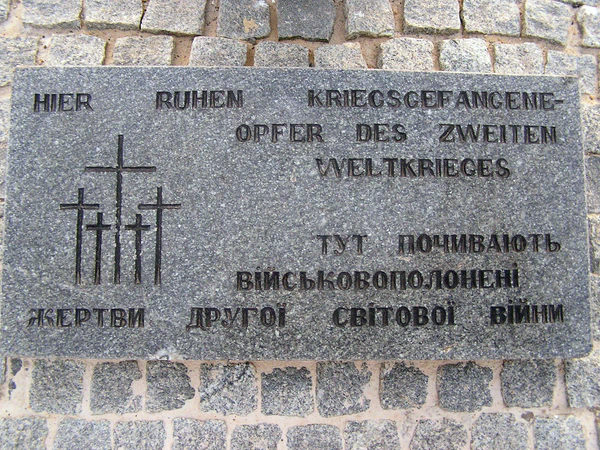 HIER RUHEN KRIEGSGEFANGENE-
OPFER DES ZWEITEN
WELTKRIEGES
ТУТ ПОЧИВАЮТЬ
ВІЙСЬКОВОПОЛОНЕНІ
ЖЕРТВИ ДРУГОЇ СВІТОВОЇ ВІЙНИ